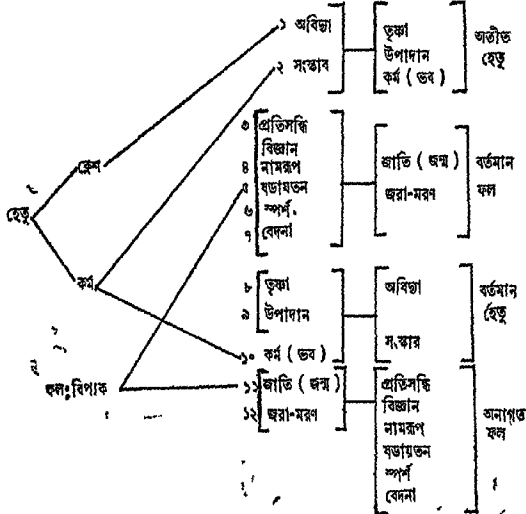 ১ অবিদ্যা
২ সংস্কার
তৃষ্ণা
উপাদান
কর্ম ( ভব )
অতীত
হেতু
৩ প্রতিসন্ধি
বিজ্ঞান
৪ নামরূপ
৫ ষডায়তন
৬ স্পর্শ
৭ বেদনা
জাতি ( জন্ম )
জরা-মরণ
বর্তমান
ফল
ক্লেশ
হেতু
কর্ম
৮ তৃষ্ণা
৯ উপাদান
১০ কর্ম ( ভব )
অবিদ্যা
সংস্কার
বর্তমান
হেতু
ফল:বিপাক
১১ জাতি ( জন্ম )
১২ জরা-মরণ
প্রতিসন্ধি
বিজ্ঞান
নামরূপ
ষডায়তন
স্পর্শ
বেদনা
অনাগত
ফল